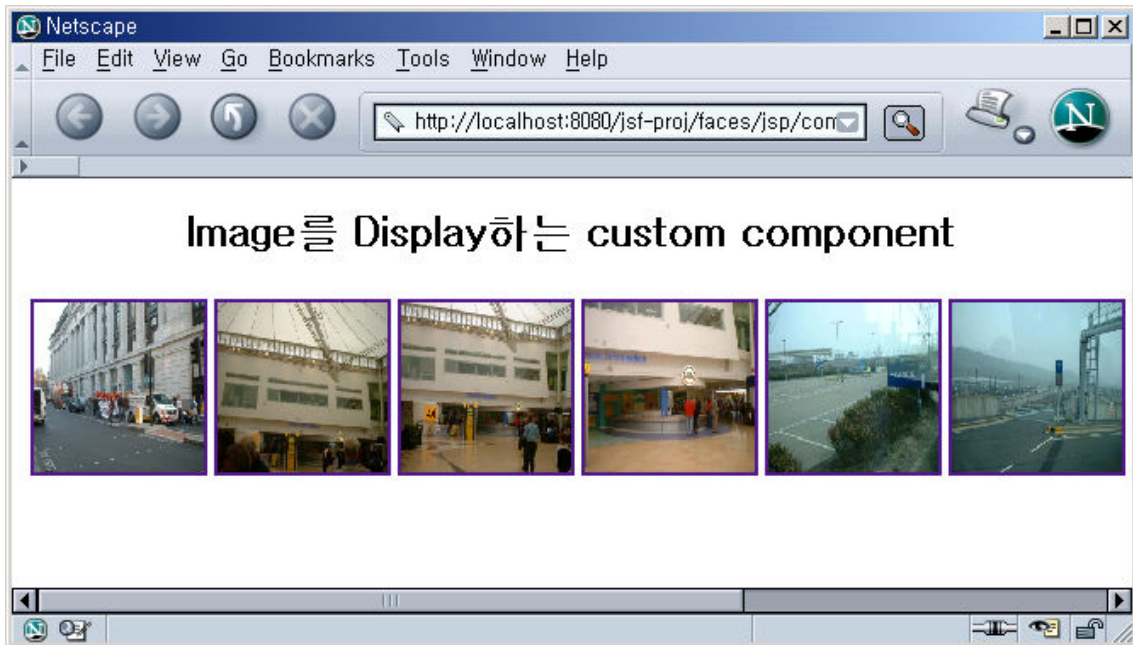 Netscape
File Edit View Go Bookmarks Tools Window Help
http://localhost:8080/jsf-proj/faces/jsp/com
Image를 Display하는 custom component